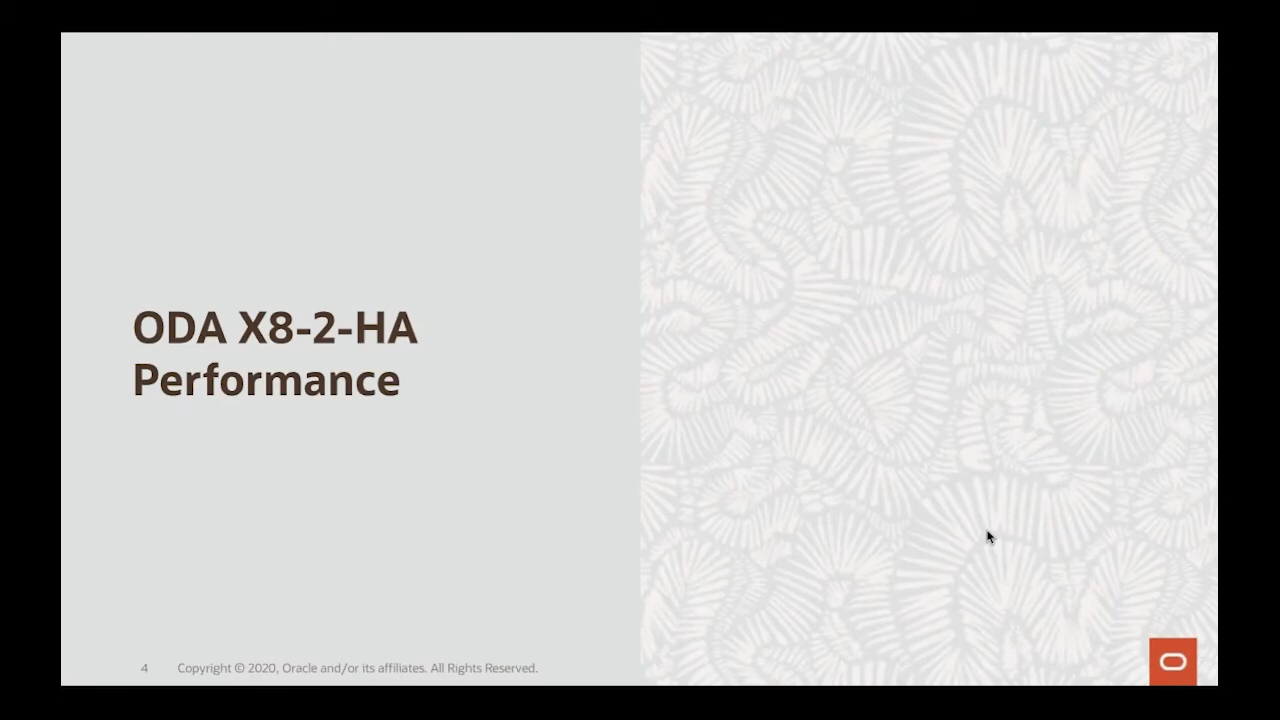 ODA X8-2-HA
Performance
4 Copyright © 2020, Oracle and/or its affiliates. All Rights Reserved.